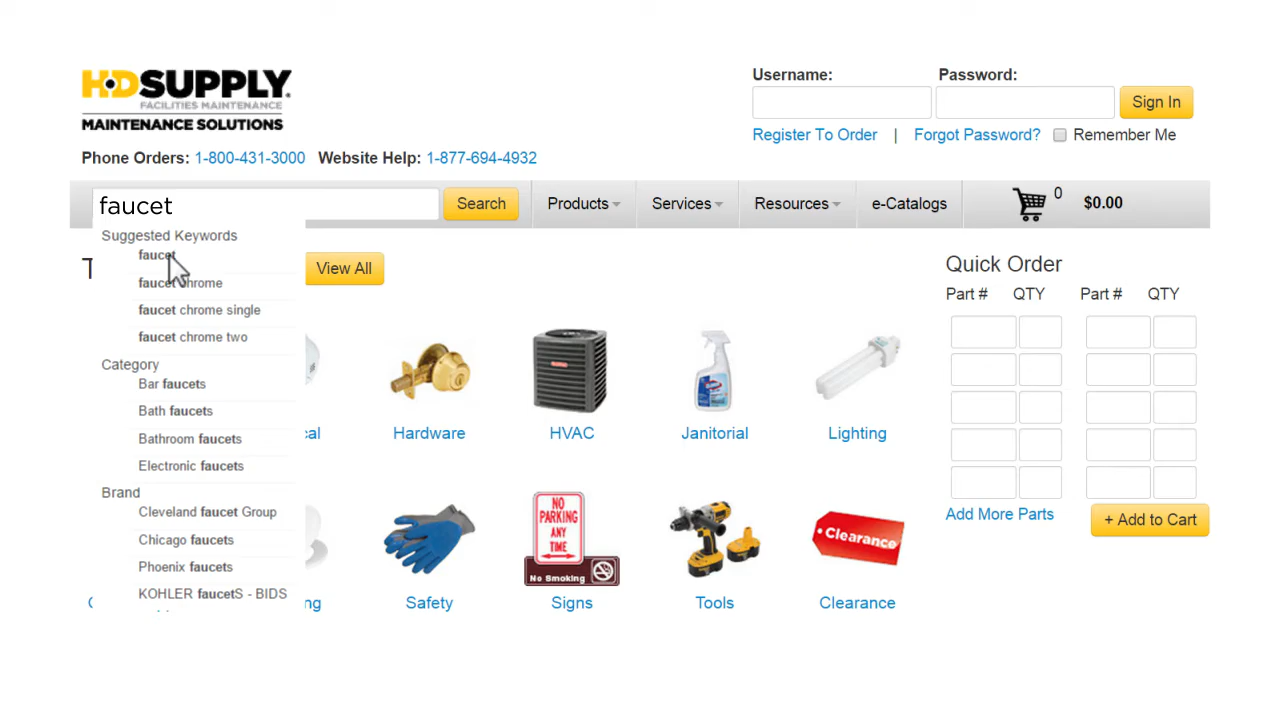 HDSUPPLY
FACILITIES MAINTENANCE
MAINTENANCE SOLUTIONS
Username:
Password:
Sign In
Register To Order | Forgot Password? Remember Me
Phone Orders: 1-800-431-3000 Website Help: 1-877-694-4932
faucet
Search
Products
Services
Resources
e-Catalogs
0
$0.00
Suggested Keywords
faucet
faucet chrome
faucet chrome single
faucet chrome two
Category
Bar faucets
Bath faucets
Bathroom faucets
Electronic faucets
Brand
Cleveland faucet Group
Chicago faucets
Phoenix faucets
KOHLER faucetS - BIDS
T
View All
cal
Hardware
HVAC
Janitorial
Lighting
NO
PARKING
ANY
TIME
No Smoking
Clearance
ng
Safety
Signs
Tools
Clearance
Quick Order
Part # QTY Part # QTY
Add More Parts
+ Add to Cart